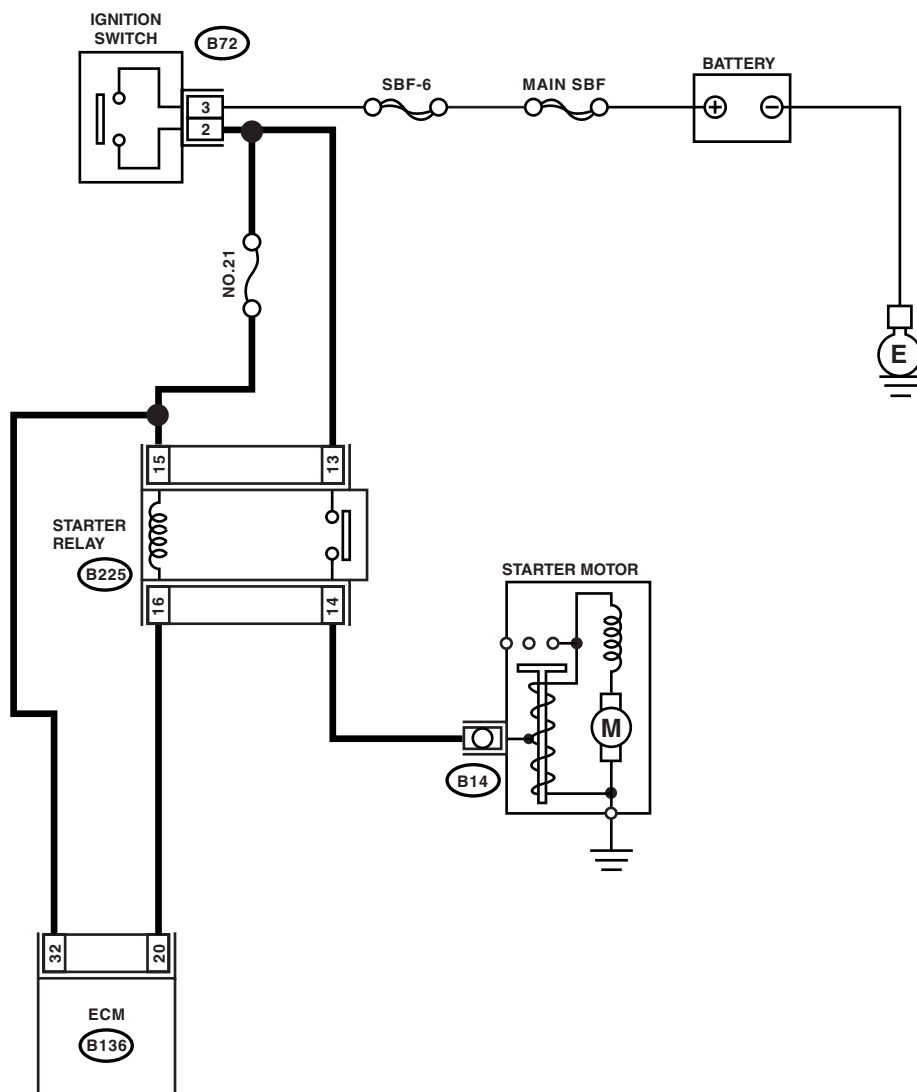 IGNITION
SWITCH
B72
3
2
SBF-6
MAIN SBF
BATTERY
+
−
E
NO.21
15
13
STARTER
RELAY
B225
16
14
STARTER MOTOR
M
B14
32
20
ECM
B136